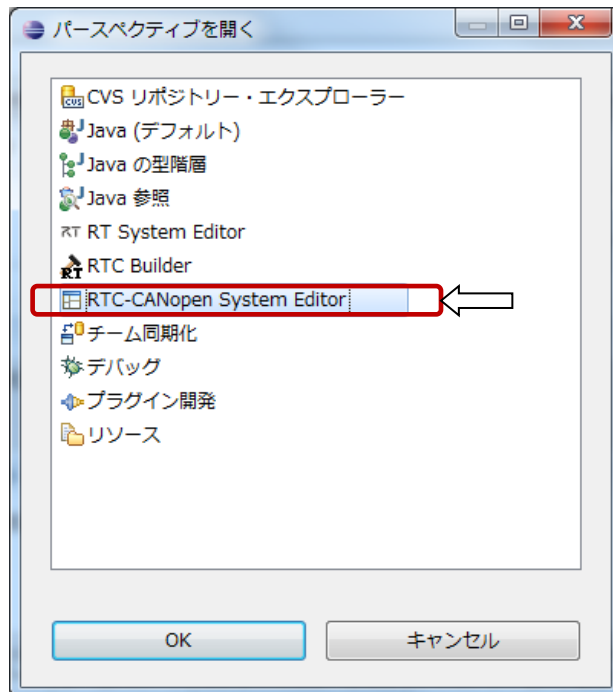 パースペクティブを開く
CVS リポジトリー・エクスプローラー
Java (デフォルト)
Java の型階層
Java 参照
RT RT System Editor
RT RTC Builder
RTC-CANopen System Editor
チーム同期化
デバッグ
プラグイン開発
リソース
OK キャンセル